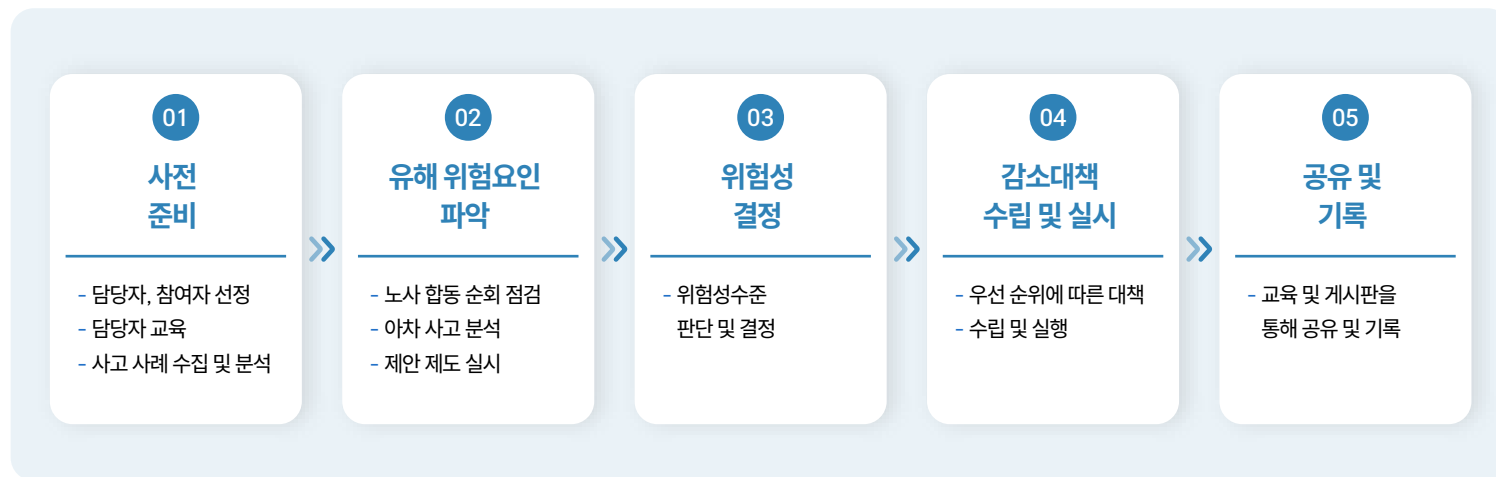 01
사전
준비
- 담당자, 참여자 선정
- 담당자 교육
- 사고 사례 수집 및 분석
02
유해 위험요인
파악
- 노사 합동 순회 점검
- 아차 사고 분석
- 제안 제도 실시
03
위험성
결정
- 위험성수준
판단 및 결정
04
감소대책
수립 및 실시
- 우선 순위에 따른 대책
- 수립 및 실행
05
공유 및
기록
- 교육 및 게시판을
통해 공유 및 기록